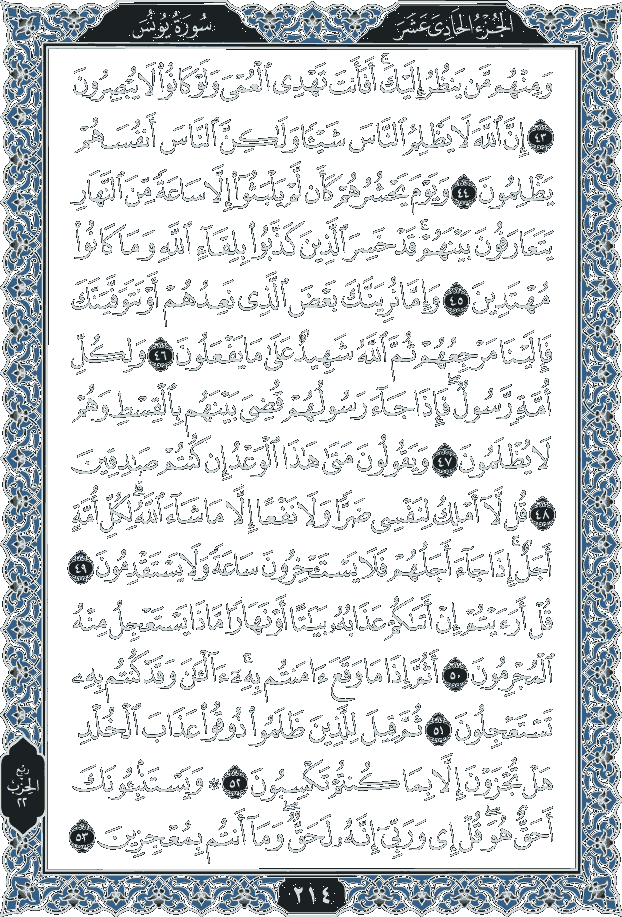 الجزء الحادي عشر
سورة يونس
وَمِنْهُم مَّن يَنظُرُ إِلَيْكَ ۚ أَفَأَنتَ تَهْدِى ٱلْعُمْىَ وَلَوْ كَانُوا۟ لَا يُبْصِرُونَ
٤٣ إِنَّ ٱللَّهَ لَا يَظْلِمُ ٱلنَّاسَ شَيْـًٔا وَلَـٰكِنَّ ٱلنَّاسَ أَنفُسَهُمْ
يَظْلِمُونَ ٤٤ وَيَوْمَ يَحْشُرُهُمْ كَأَن لَّمْ يَلْبَثُوٓا۟ إِلَّا سَاعَةً مِّنَ ٱلنَّهَارِ
يَتَعَارَفُونَ بَيْنَهُمْ ۚ قَدْ خَسِرَ ٱلَّذِينَ كَذَّبُوا۟ بِلِقَآءِ ٱللَّهِ وَمَا كَانُوا۟
مُهْتَدِينَ ٤٥ وَإِمَّا نُرِيَنَّكَ بَعْضَ ٱلَّذِى نَعِدُهُمْ أَوْ نَتَوَفَّيَنَّكَ
فَإِلَيْنَا مَرْجِعُهُمْ ثُمَّ ٱللَّهُ شَهِيدٌ عَلَىٰ مَا يَفْعَلُونَ ٤٦ وَلِكُلِّ
أُمَّةٍ رَّسُولٌ ۖ فَإِذَا جَآءَ رَسُولُهُمْ قُضِىَ بَيْنَهُم بِٱلْقِسْطِ وَهُمْ
لَا يُظْلَمُونَ ٤٧ وَيَقُولُونَ مَتَىٰ هَـٰذَا ٱلْوَعْدُ إِن كُنتُمْ صَـٰدِقِينَ
٤٨ قُل لَّآ أَمْلِكُ لِنَفْسِى ضَرًّا وَلَا نَفْعًا إِلَّا مَا شَآءَ ٱللَّهُ ۗ لِكُلِّ أُمَّةٍ
أَجَلٌ ۚ إِذَا جَآءَ أَجَلُهُمْ فَلَا يَسْتَـْٔخِرُونَ سَاعَةً وَلَا يَسْتَقْدِمُونَ ٤٩
قُلْ أَرَءَيْتُمْ إِنْ أَتَىٰكُمْ عَذَابُهُۥ بَيَـٰتًا أَوْ نَهَارًا مَّاذَا يَسْتَعْجِلُ مِنْهُ
ٱلْمُجْرِمُونَ ٥٠ أَثُمَّ إِذَا مَا وَقَعَ ءَامَنتُم بِهِۦٓ ۚ ءَآلْـَٔـٰنَ وَقَدْ كُنتُم بِهِۦ
تَسْتَعْجِلُونَ ٥١ ثُمَّ قِيلَ لِلَّذِينَ ظَلَمُوا۟ ذُوقُوا۟ عَذَابَ ٱلْخُلْدِ
هَلْ تُجْزَوْنَ إِلَّا بِمَا كُنتُمْ تَكْسِبُونَ ٥٢ ۞ وَيَسْتَنۢبِـُٔونَكَ
أَحَقٌّ هُوَ ۖ قُلْ إِى وَرَبِّىٓ إِنَّهُۥ لَحَقٌّ ۖ وَمَآ أَنتُم بِمُعْجِزِينَ ٥٣
ربع
الحزب
٢٢
٢١٤